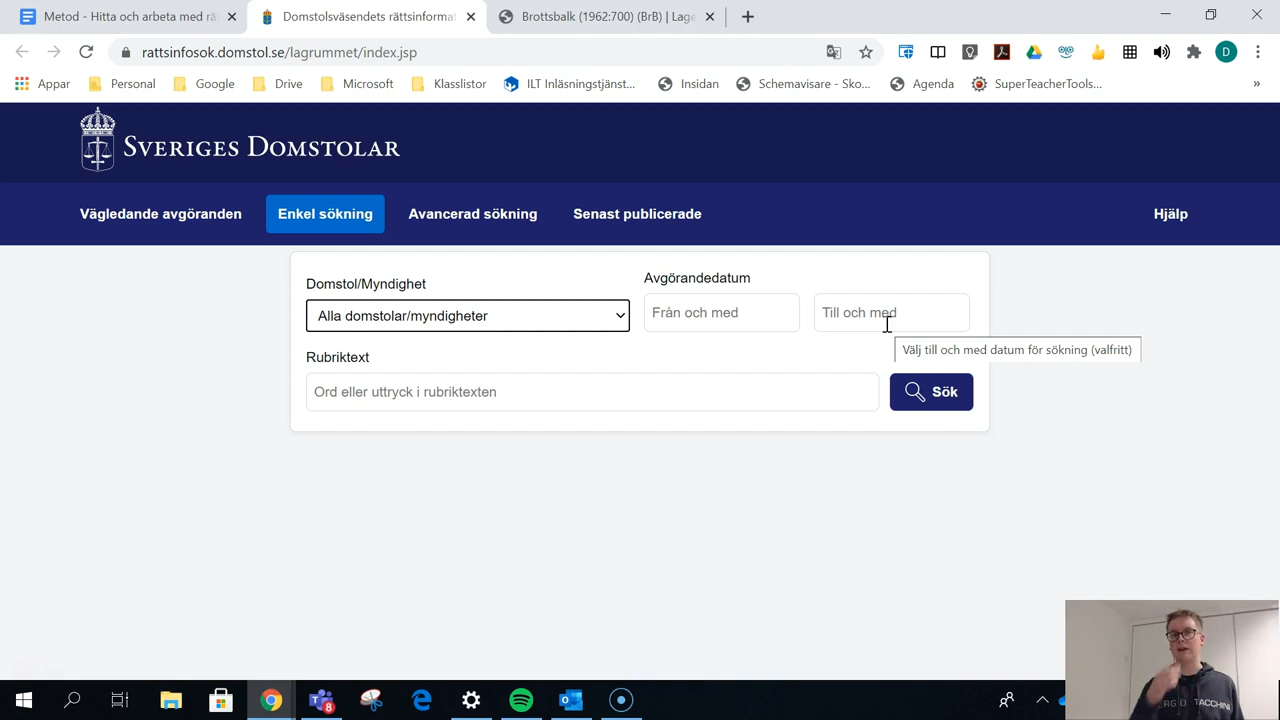 Metod - Hitta och arbeta med rä
Domstolsväsendets rättsinformat
Brottsbalk (1962:700) (BrB) | Lage
rattsinfosok.domstol.se/lagrummet/index.jsp
D
Appar
Personal
Google
Drive
Microsoft
Klasslistor
ILT Inläsningstjänst...
Insidan
Schemavisare - Sko...
Agenda
SuperTeacherTools...
»
SVERIGES DOMSTOLAR
Vägledande avgöranden
Enkel sökning
Avancerad sökning
Senast publicerade
Hjälp
Domstol/Myndighet
Avgörandedatum
Alla domstolar/myndigheter
Från och med
Till och med
Välj till och med datum för sökning (valfritt)
Rubriktext
Ord eller uttryck i rubriktexten
Sök
8
TACCHINI